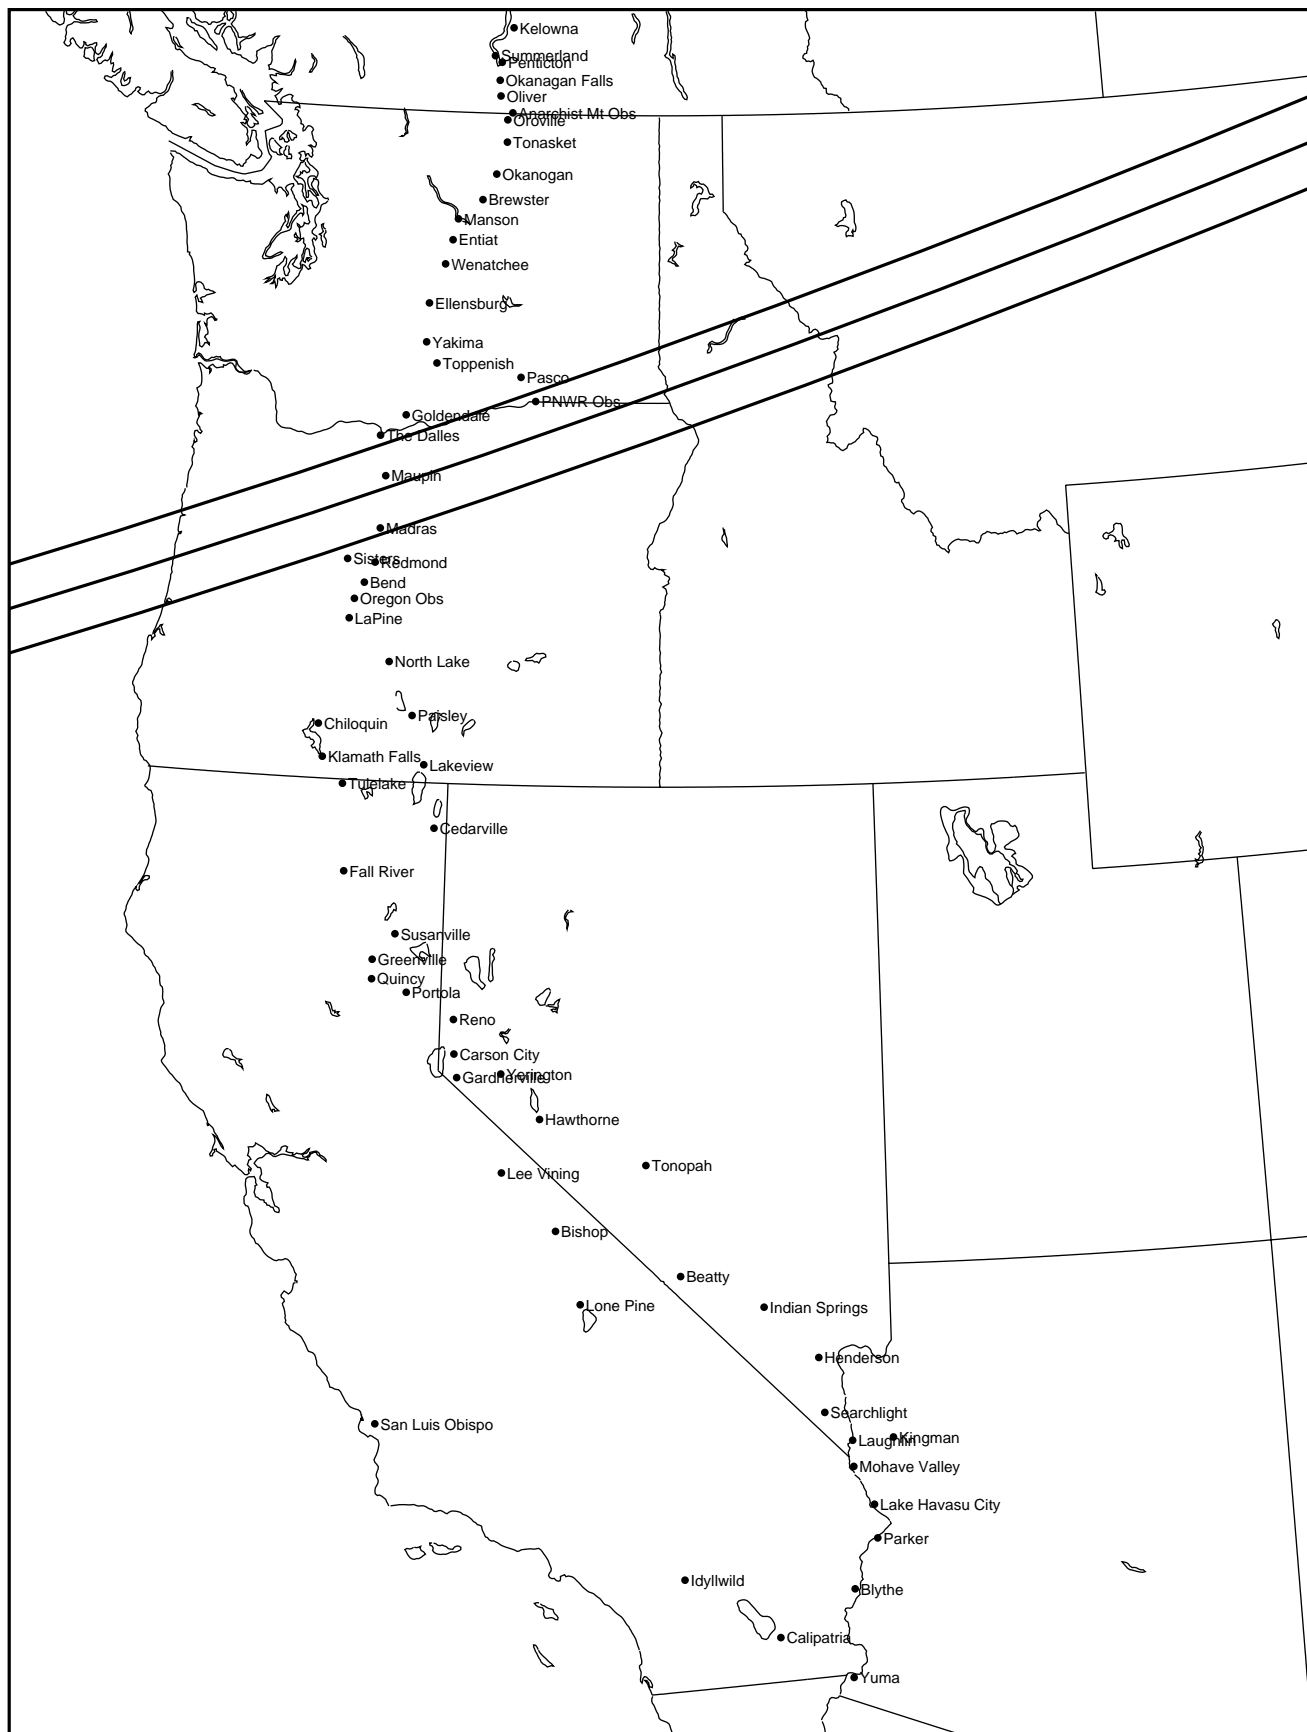 Kelowna
Summerland
Penticton
Okanagan Falls
Oliver
Anarchist Mt Obs
Oroville
Tonasket
Okanogan
Brewster
Manson
Entiat
Wenatchee
Ellensburg
Yakima
Toppenish
Pasco
PNWR Obs
Goldendale
The Dalles
Maupin
Madras
Sisters
Redmond
Bend
Oregon Obs
LaPine
North Lake
Paisley
Chiloquin
Klamath Falls
Lakeview
Tulelake
Cedarville
Fall River
Susanville
Greenville
Quincy
Portola
Reno
Carson City
Yerington
Gardnerville
Hawthorne
Tonopah
Lee Vining
Bishop
Beatty
Lone Pine
Indian Springs
Henderson
Searchlight
San Luis Obispo
Kingman
Laughlin
Mohave Valley
Lake Havasu City
Parker
Idyllwild
Blythe
Calipatria
Yuma